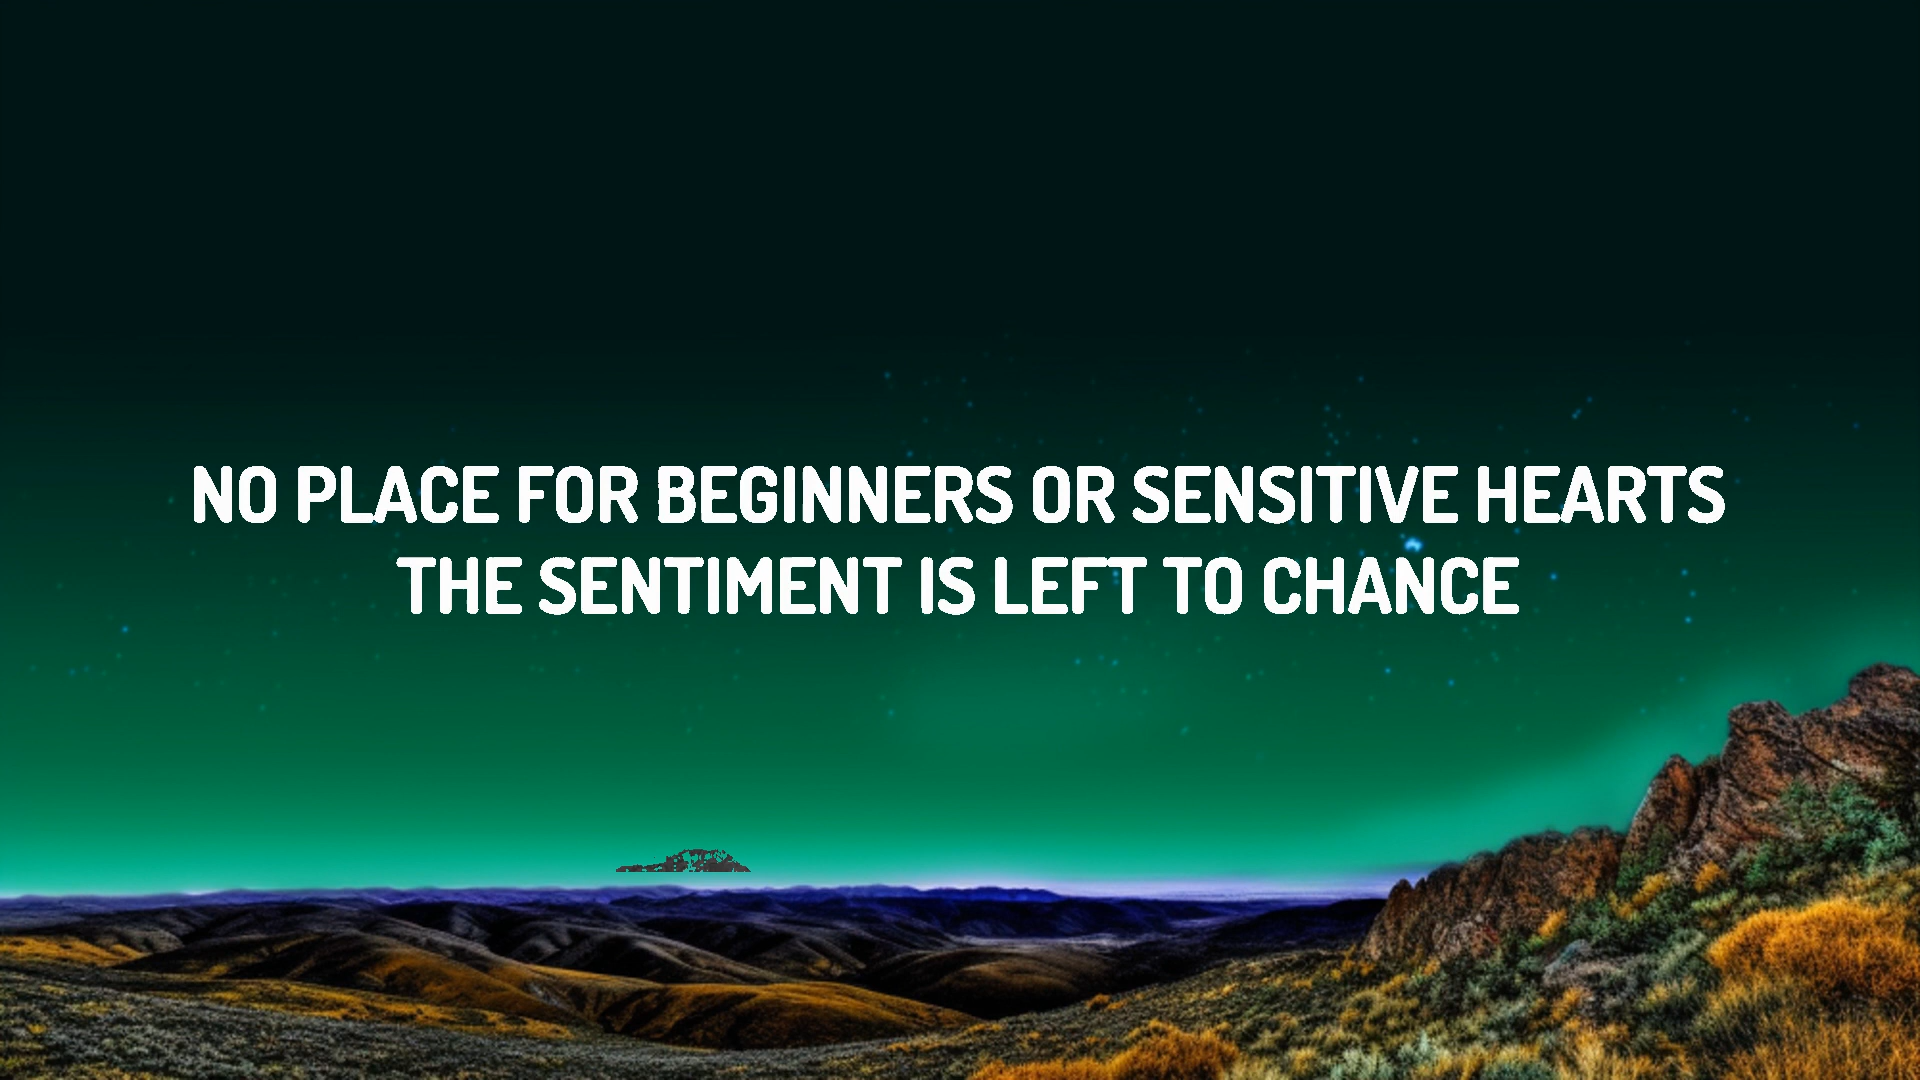 NO PLACE FOR BEGINNERS OR SENSITIVE HEARTS
THE SENTIMENT IS LEFT TO CHANCE